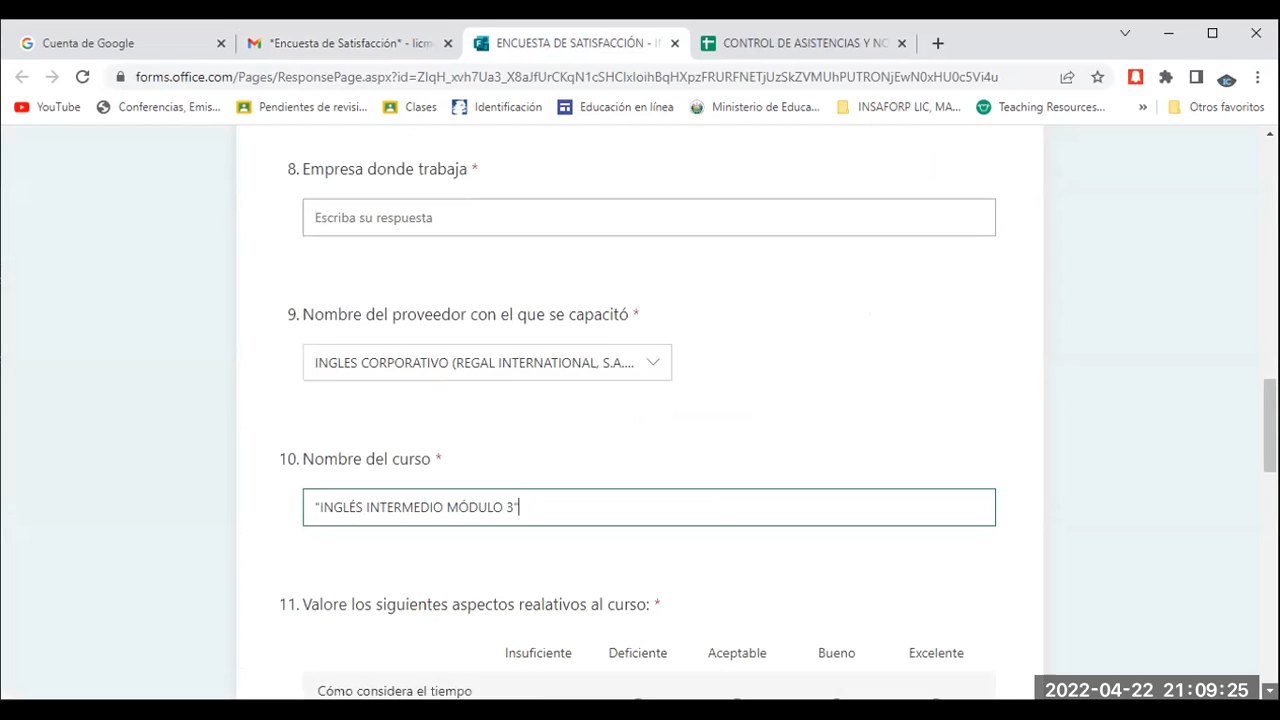 Cuenta de Google
*Encuesta de Satisfacción* - licm
ENCUESTA DE SATISFACCIÓN - I
CONTROL DE ASISTENCIAS Y NO
forms.office.com/Pages/ResponsePage.aspx?id=ZIqH_xvh7Ua3_X8aJfUrCKqN1cSHCIxIoihBqHXpzFRURFNETjUzSkZVMUhPUTRONjEwN0xHU0c5Vi4u
YouTube
Conferencias, Emis...
Pendientes de revisi...
Clases
Identificación
Educación en línea
Ministerio de Educa...
INSAFORP LIC, MA...
Teaching Resources...
»
Otros favoritos
8. Empresa donde trabaja *
Escriba su respuesta
9. Nombre del proveedor con el que se capacitó *
INGLES CORPORATIVO (REGAL INTERNATIONAL, S.A....
10. Nombre del curso *
"INGLÉS INTERMEDIO MÓDULO 3"
11. Valore los siguientes aspectos realativos al curso: *
Insuficiente Deficiente Aceptable Bueno Excelente
Cómo considera el tiempo
2022-04-22 21:09:25